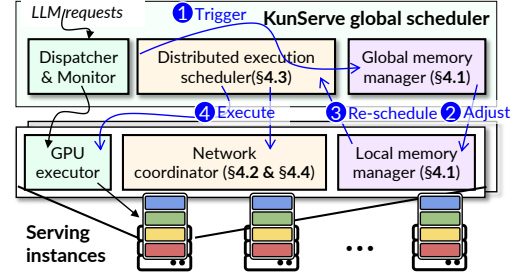 LLM requests
1 Trigger
KunServe global scheduler
Dispatcher
& Monitor
Distributed execution
scheduler(§4.3)
Global memory
manager (§4.1)
4 Execute
3 Re-schedule
2 Adjust
GPU
executor
Network
coordinator (§4.2 & §4.4)
Local memory
manager (§4.1)
Serving
instances
...